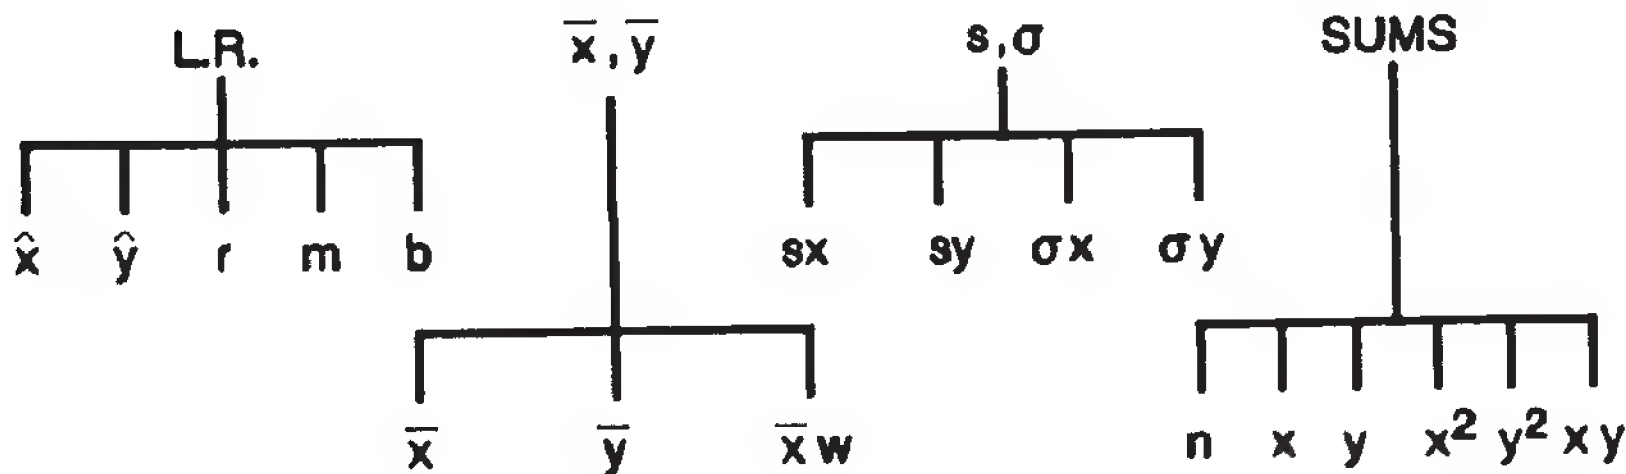 L.R. x̅, y̅ s,σ SUMS
x̂ ŷ r m b sx sy σx σy
x̅ y̅ x̅w n x y x² y² xy